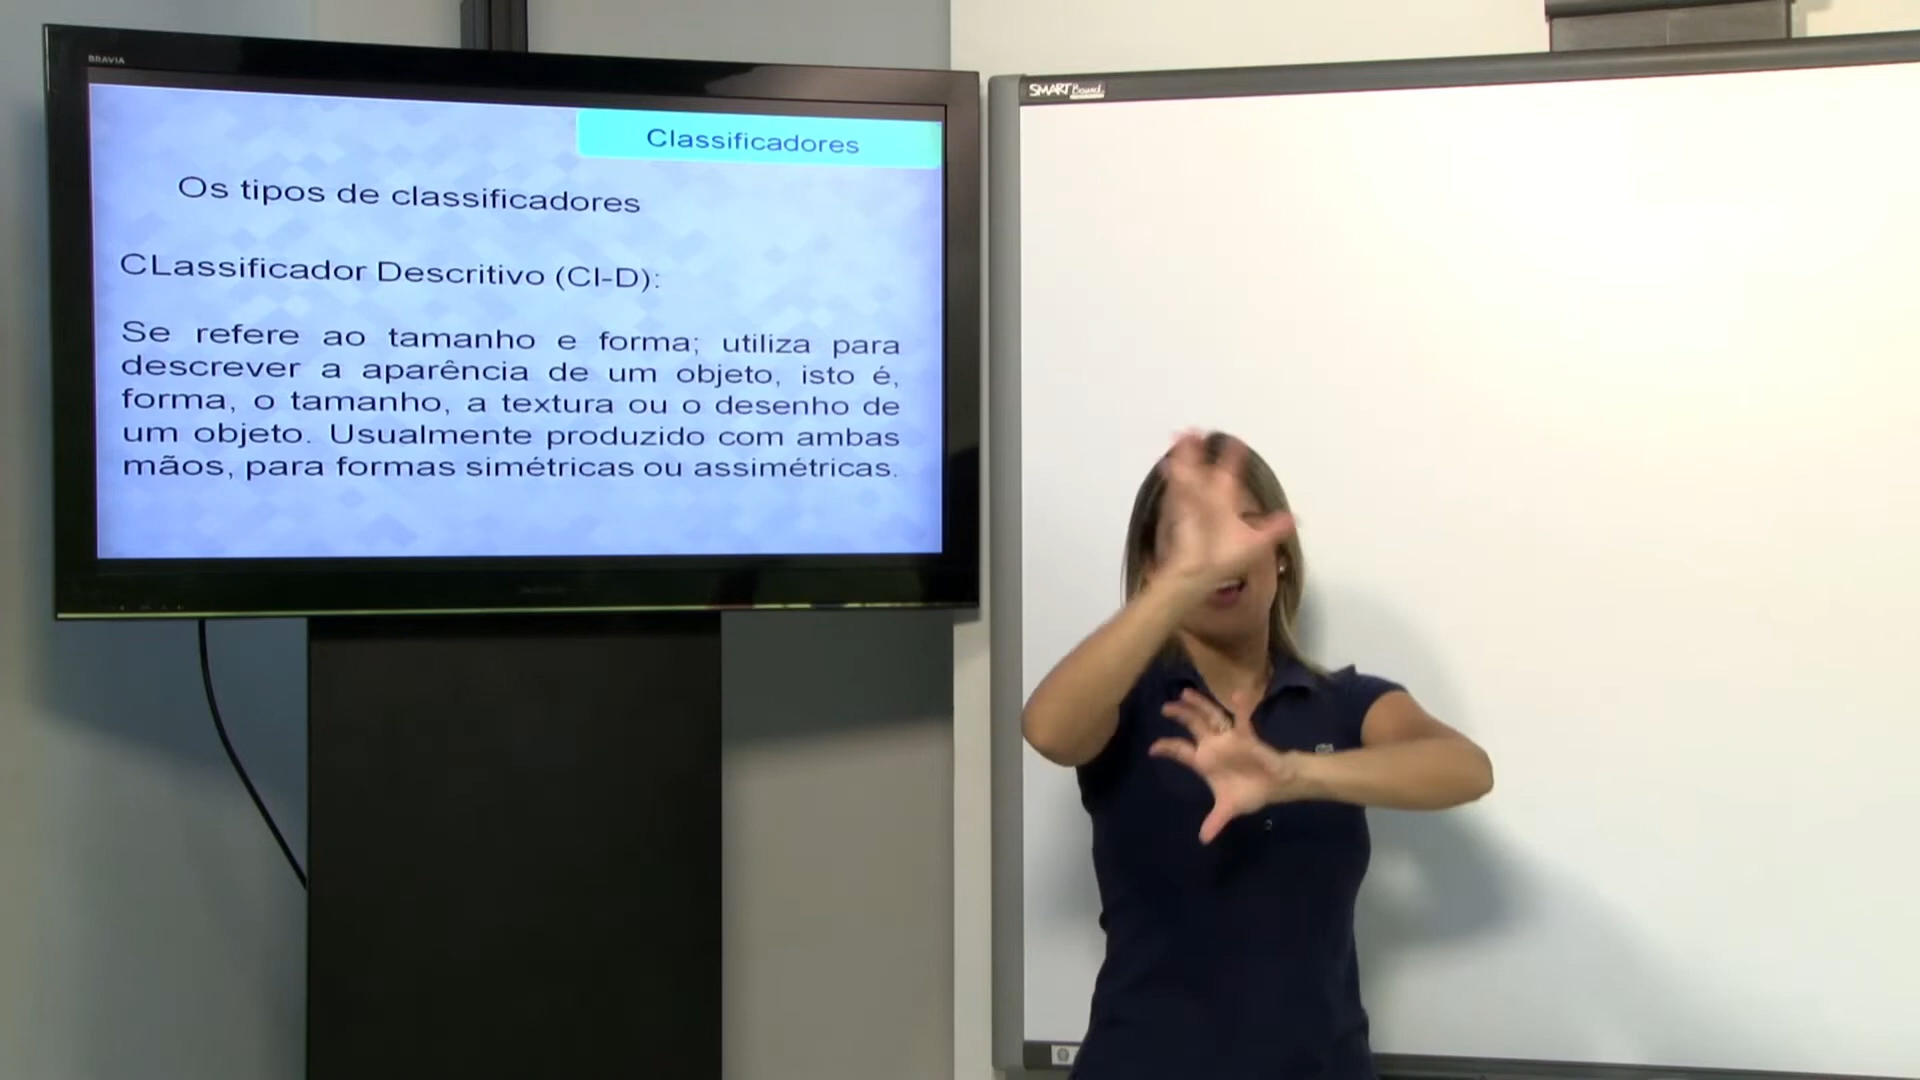 BRAVIA
Classificadores
Os tipos de classificadores
CLassificador Descritivo (Cl-D):
Se refere ao tamanho e forma; utiliza para
descrever a aparência de um objeto, isto é,
forma, o tamanho, a textura ou o desenho de
um objeto. Usualmente produzido com ambas
mãos, para formas simétricas ou assimétricas.
SMART Board